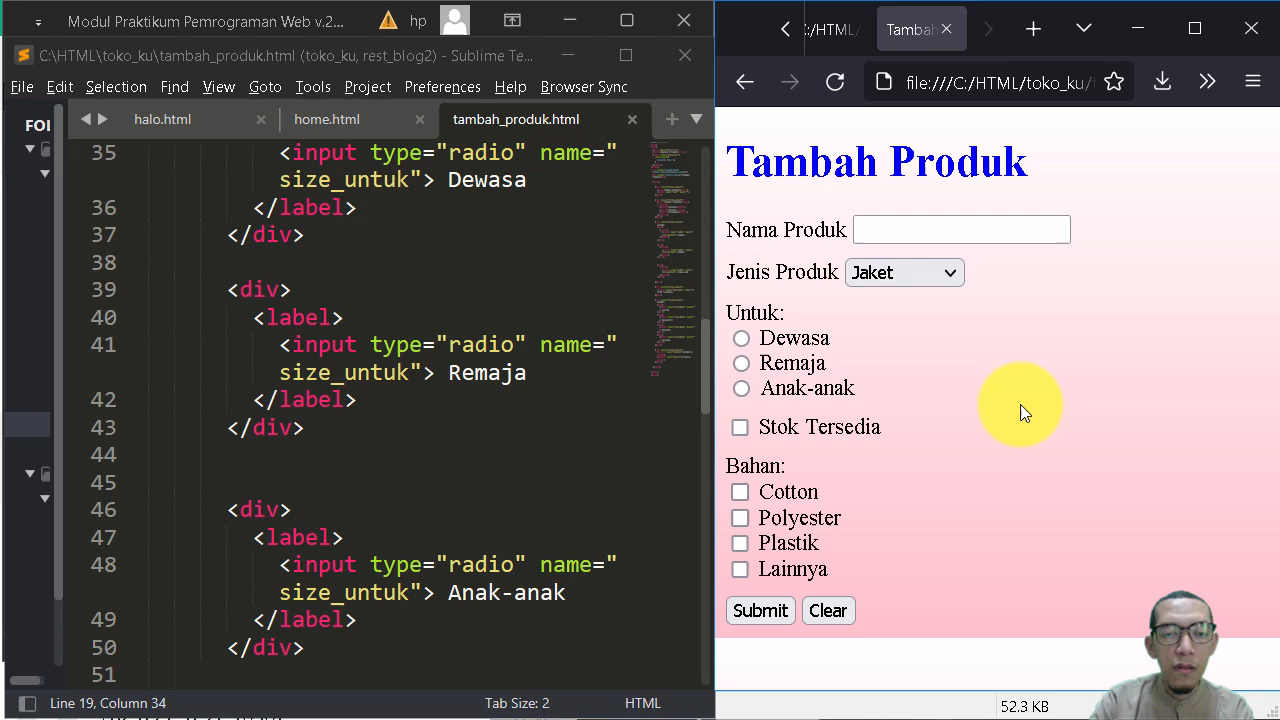 Modul Praktikum Pemrograman Web v.2...
hp
C:\HTML\toko_ku\tambah_produk.html (toko_ku, rest_blog2) - Sublime Te...
File Edit Selection Find View Goto Tools Project Preferences Help Browser Sync
FOI
halo.html
home.html
tambah_produk.html
35 <input type="radio" name="
size_untuk"> Dewasa
36 </label>
37 </div>
38
39 <div>
40 <label>
41 <input type="radio" name="
size_untuk"> Remaja
42 </label>
43 </div>
44
45
46 <div>
47 <label>
48 <input type="radio" name="
size_untuk"> Anak-anak
49 </label>
50 </div>
51
Line 19, Column 34
Tab Size: 2
HTML
:/HTML/
Tambah
file:///C:/HTML/toko_ku/
Tambah Produk
Nama Produk
Jenis Produk Jaket
Untuk:
Dewasa
Remaja
Anak-anak
Stok Tersedia
Bahan:
Cotton
Polyester
Plastik
Lainnya
Submit Clear
52.3 KB